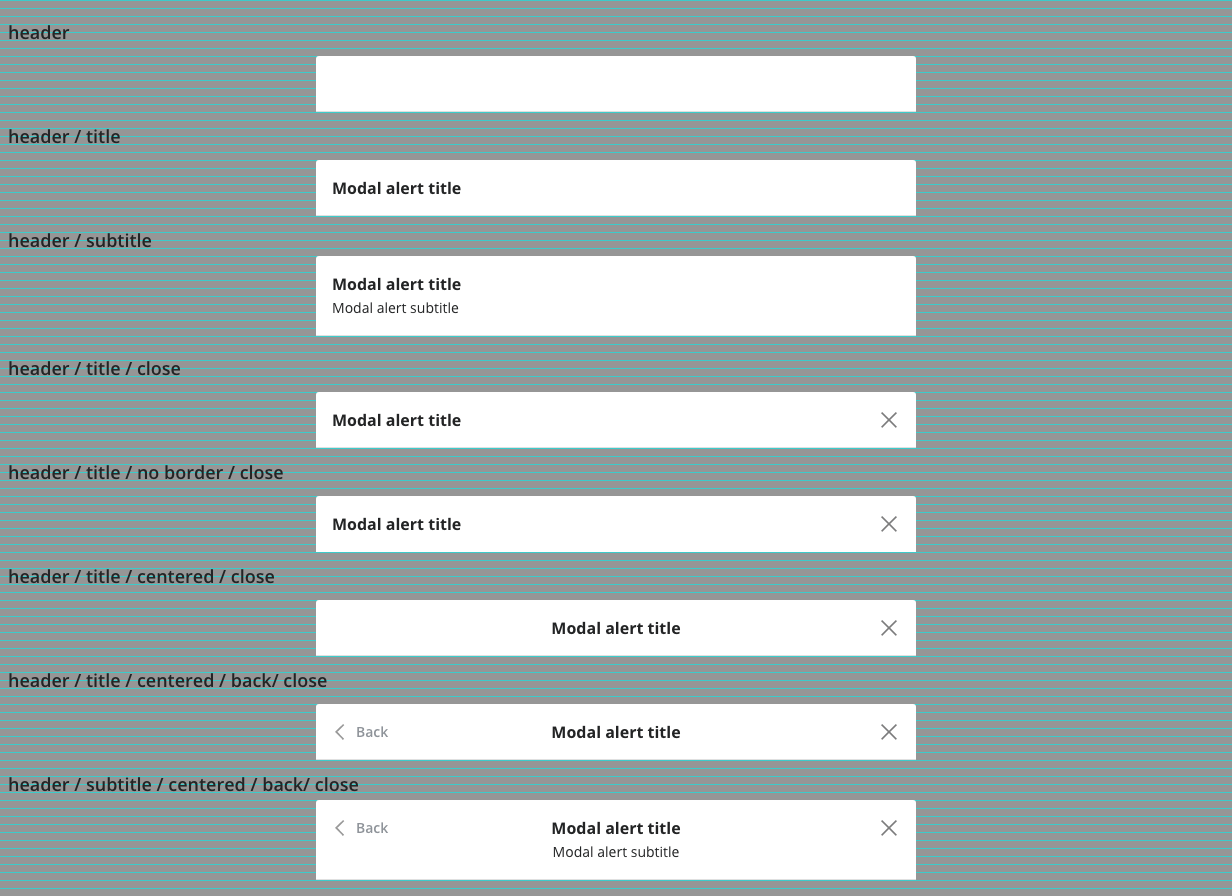 header
header / title
Modal alert title
header / subtitle
Modal alert title
Modal alert subtitle
header / title / close
Modal alert title
header / title / no border / close
Modal alert title
header / title / centered / close
Modal alert title
header / title / centered / back/ close
Back Modal alert title
header / subtitle / centered / back/ close
Back Modal alert title
Modal alert subtitle